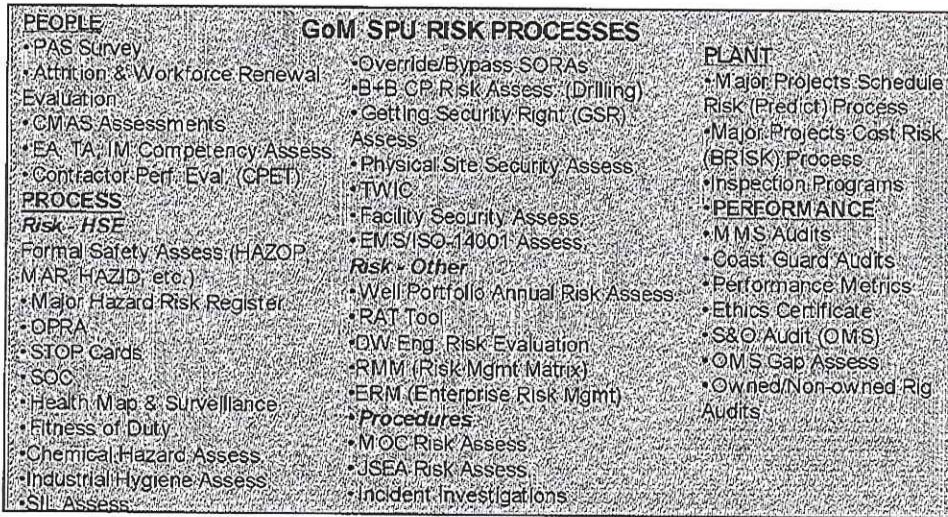 GoM SPU RISK PROCESSES
PEOPLE
•PAS Survey
•Attrition & Workforce Renewal
Evaluation
•CMAS Assessments
•EA, TA, IM Competency Assess
•Contractor Perf. Eval. (CPET)
PROCESS
Risk - HSE
Formal Safety Assess (HAZOP,
MAR, HAZID, etc.)
•Major Hazard Risk Register
•OPRA
•STOP Cards
•SOC
•Health Map & Surveillance
•Fitness of Duty
•Chemical Hazard Assess
•Industrial Hygiene Assess
•SIL Assess
•Override/Bypass SORAs
•B+B CP Risk Assess. (Drilling)
•Getting Security Right (GSR)
Assess
•Physical Site Security Assess
•TWIC
•Facility Security Assess
•EMS/ISO-14001 Assess
Risk - Other
•Well Portfolio Annual Risk Assess
•RAT Tool
•DW Eng. Risk Evaluation
•RMM (Risk Mgmt Matrix)
•ERM (Enterprise Risk Mgmt)
•Procedures
•MOC Risk Assess
•JSEA Risk Assess
•Incident Investigations
PLANT
•Major Projects Schedule
Risk (Predict) Process
•Major Projects Cost Risk
(BRISK) Process
•Inspection Programs
•PERFORMANCE
•MMS Audits
•Coast Guard Audits
•Performance Metrics
•Ethics Certificate
•S&O Audit (OMS)
•OMS Gap Assess
•Owned/Non-owned Rig
Audits